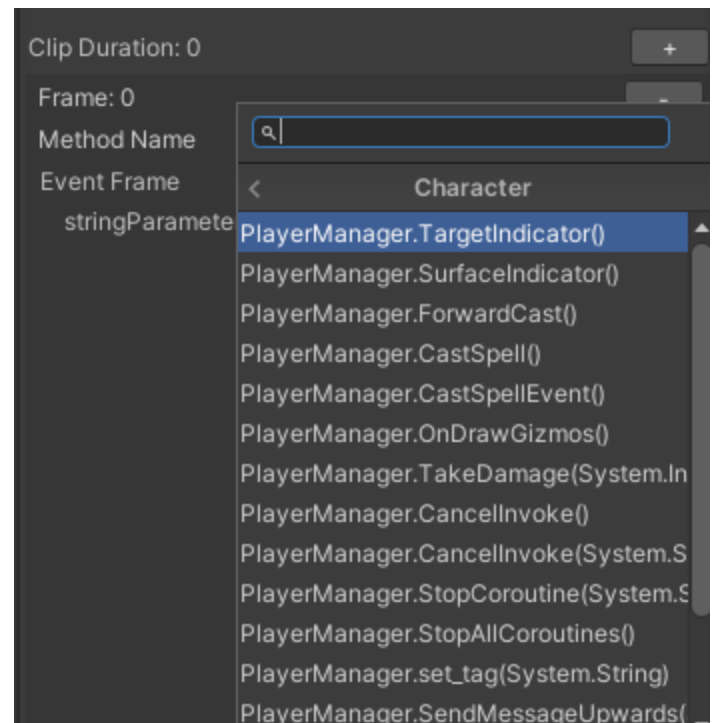 Clip Duration: 0
+
Frame: 0
-
Method Name
Event Frame
stringParamete
<
Character
PlayerManager.TargetIndicator()
PlayerManager.SurfaceIndicator()
PlayerManager.ForwardCast()
PlayerManager.CastSpell()
PlayerManager.CastSpellEvent()
PlayerManager.OnDrawGizmos()
PlayerManager.TakeDamage(System.In
PlayerManager.CancelInvoke()
PlayerManager.CancelInvoke(System.S
PlayerManager.StopCoroutine(System.S
PlayerManager.StopAllCoroutines()
PlayerManager.set_tag(System.String)
PlayerManager.SendMessageUpwards(